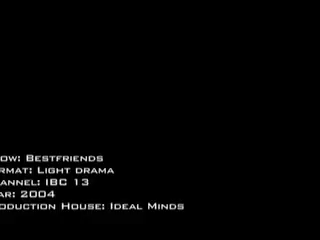 ow: Bestfriends
rmat: Light drama
annel: IBC 13
ar: 2004
oduction House: Ideal Minds